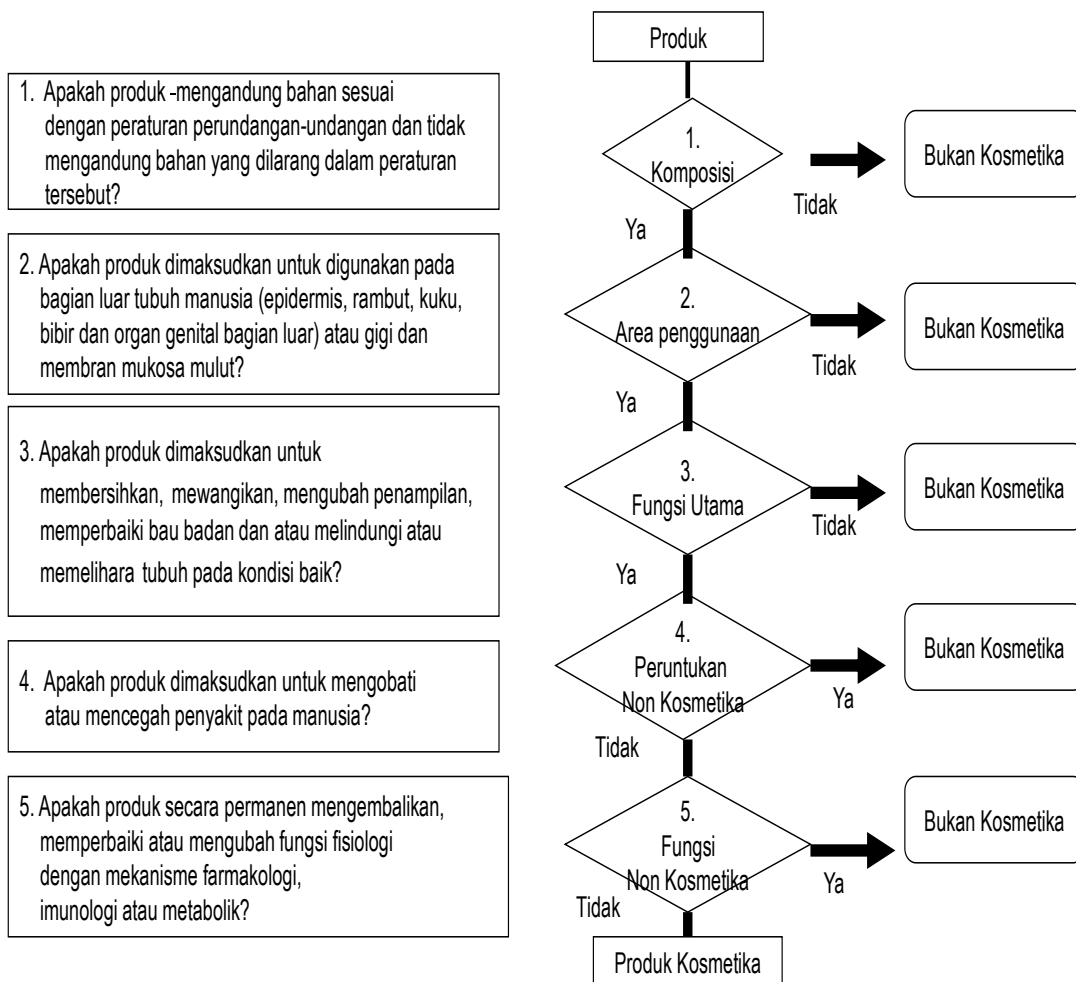 Produk
1. Apakah produk -mengandung bahan sesuai
dengan peraturan perundangan-undangan dan tidak
mengandung bahan yang dilarang dalam peraturan
tersebut?
1.
Komposisi
Tidak
Bukan Kosmetika
Ya
2. Apakah produk dimaksudkan untuk digunakan pada
bagian luar tubuh manusia (epidermis, rambut, kuku,
bibir dan organ genital bagian luar) atau gigi dan
membran mukosa mulut?
2.
Area penggunaan
Tidak
Bukan Kosmetika
Ya
3. Apakah produk dimaksudkan untuk
membersihkan, mewangikan, mengubah penampilan,
memperbaiki bau badan dan atau melindungi atau
memelihara tubuh pada kondisi baik?
3.
Fungsi Utama
Tidak
Bukan Kosmetika
Ya
4. Apakah produk dimaksudkan untuk mengobati
atau mencegah penyakit pada manusia?
4.
Peruntukan
Non Kosmetika
Ya
Bukan Kosmetika
Tidak
5. Apakah produk secara permanen mengembalikan,
memperbaiki atau mengubah fungsi fisiologi
dengan mekanisme farmakologi,
imunologi atau metabolik?
5.
Fungsi
Non Kosmetika
Ya
Bukan Kosmetika
Tidak
Produk Kosmetika